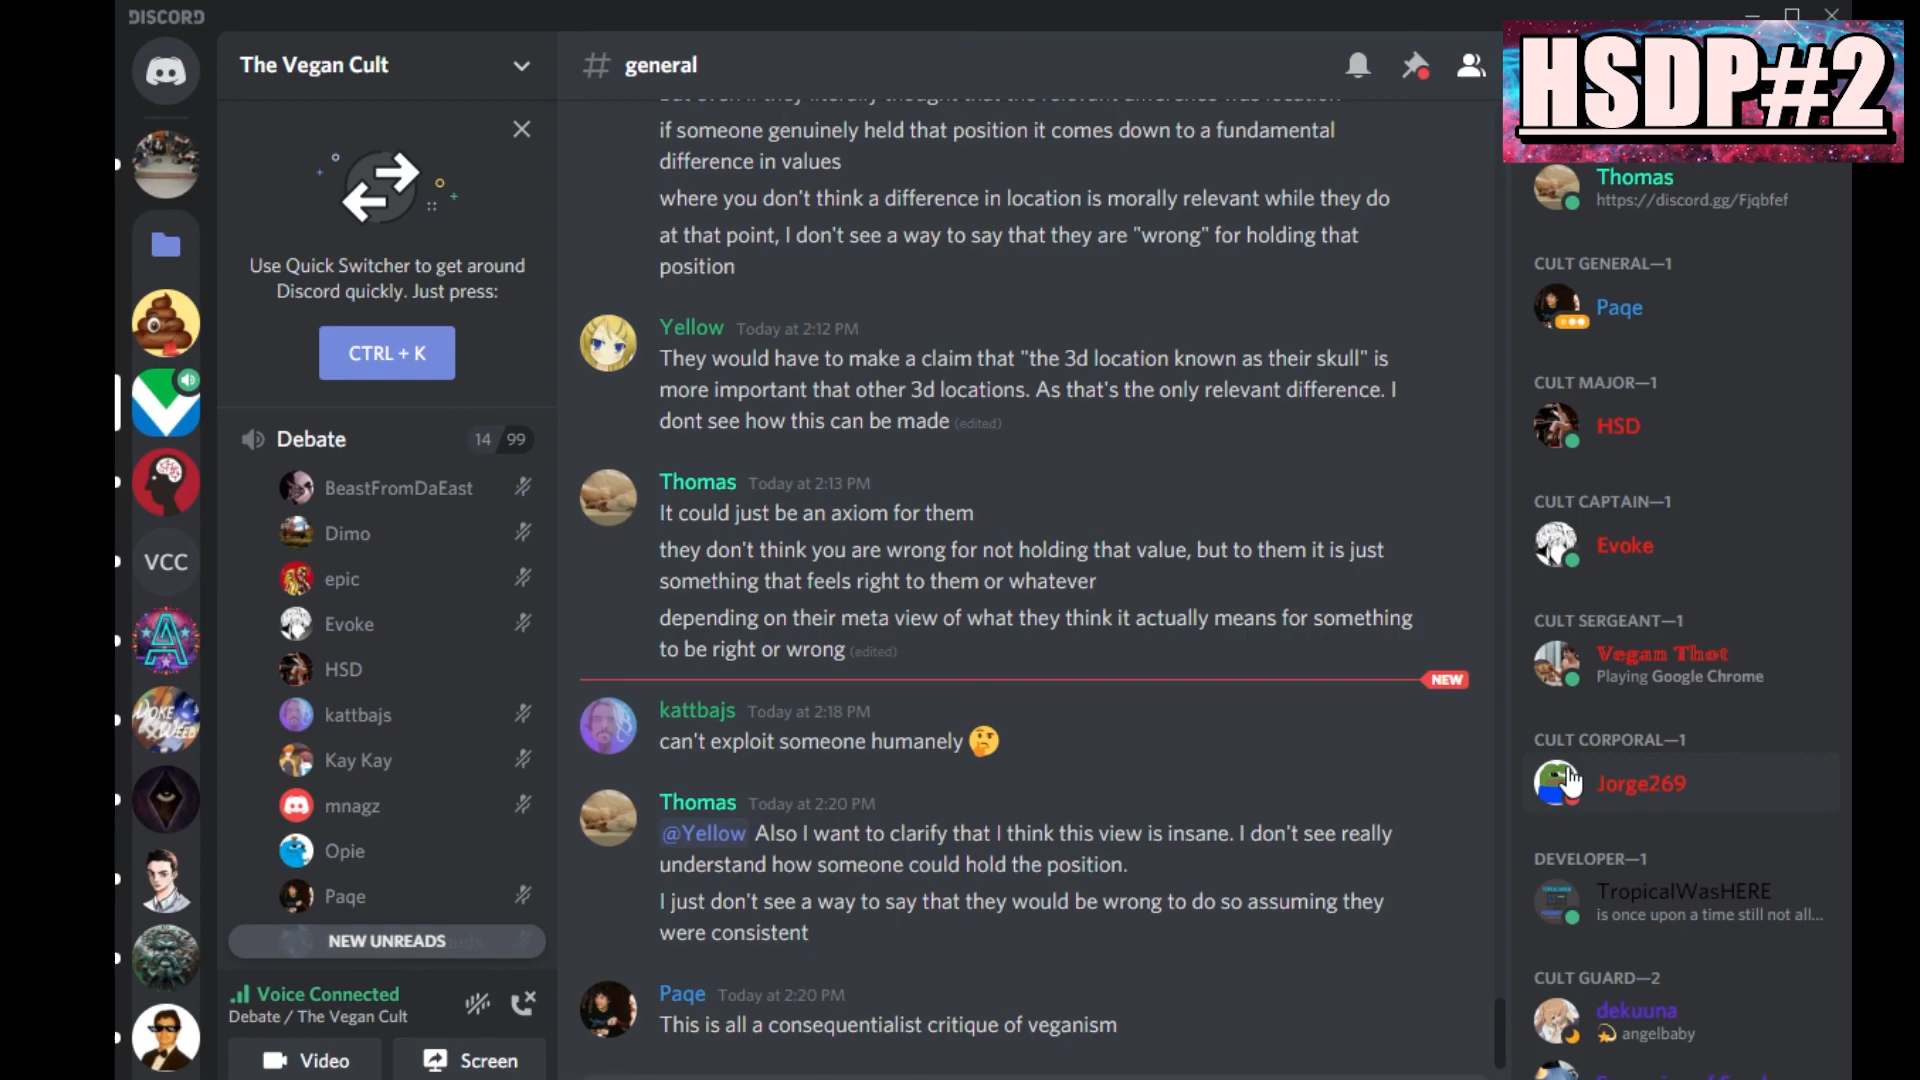 DISCORD
The Vegan Cult
Use Quick Switcher to get around
Discord quickly. Just press:
CTRL + K
Debate
14 / 99
BeastFromDaEast
Dimo
epic
Evoke
HSD
kattbajs
Kay Kay
mnagz
Opie
Paqe
NEW UNREADS
Voice Connected
Debate / The Vegan Cult
Video
Screen
VCC
# general
if someone genuinely held that position it comes down to a fundamental
difference in values
where you don't think a difference in location is morally relevant while they do
at that point, I don't see a way to say that they are "wrong" for holding that
position
Yellow Today at 2:12 PM
They would have to make a claim that "the 3d location known as their skull" is
more important that other 3d locations. As that's the only relevant difference. I
dont see how this can be made (edited)
Thomas Today at 2:13 PM
It could just be an axiom for them
they don't think you are wrong for not holding that value, but to them it is just
something that feels right to them or whatever
depending on their meta view of what they think it actually means for something
to be right or wrong (edited)
NEW
kattbajs Today at 2:18 PM
can't exploit someone humanely 🤔
Thomas Today at 2:20 PM
@Yellow Also I want to clarify that I think this view is insane. I don't see really
understand how someone could hold the position.
I just don't see a way to say that they would be wrong to do so assuming they
were consistent
Paqe Today at 2:20 PM
This is all a consequentialist critique of veganism
HSDP#2
Thomas
https://discord.gg/Fjqbfef
CULT GENERAL—1
Paqe
CULT MAJOR—1
HSD
CULT CAPTAIN—1
Evoke
CULT SERGEANT—1
Vegan Thot
Playing Google Chrome
CULT CORPORAL—1
Jorge269
DEVELOPER—1
TropicalWasHERE
is once upon a time still not all...
CULT GUARD—2
dekuuna
angelbaby